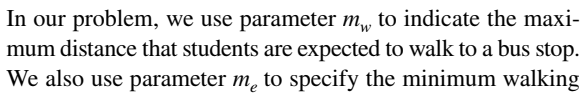 In our problem, we use parameter m_w to indicate the maxi-
mum distance that students are expected to walk to a bus stop.
We also use parameter m_e to specify the minimum walking